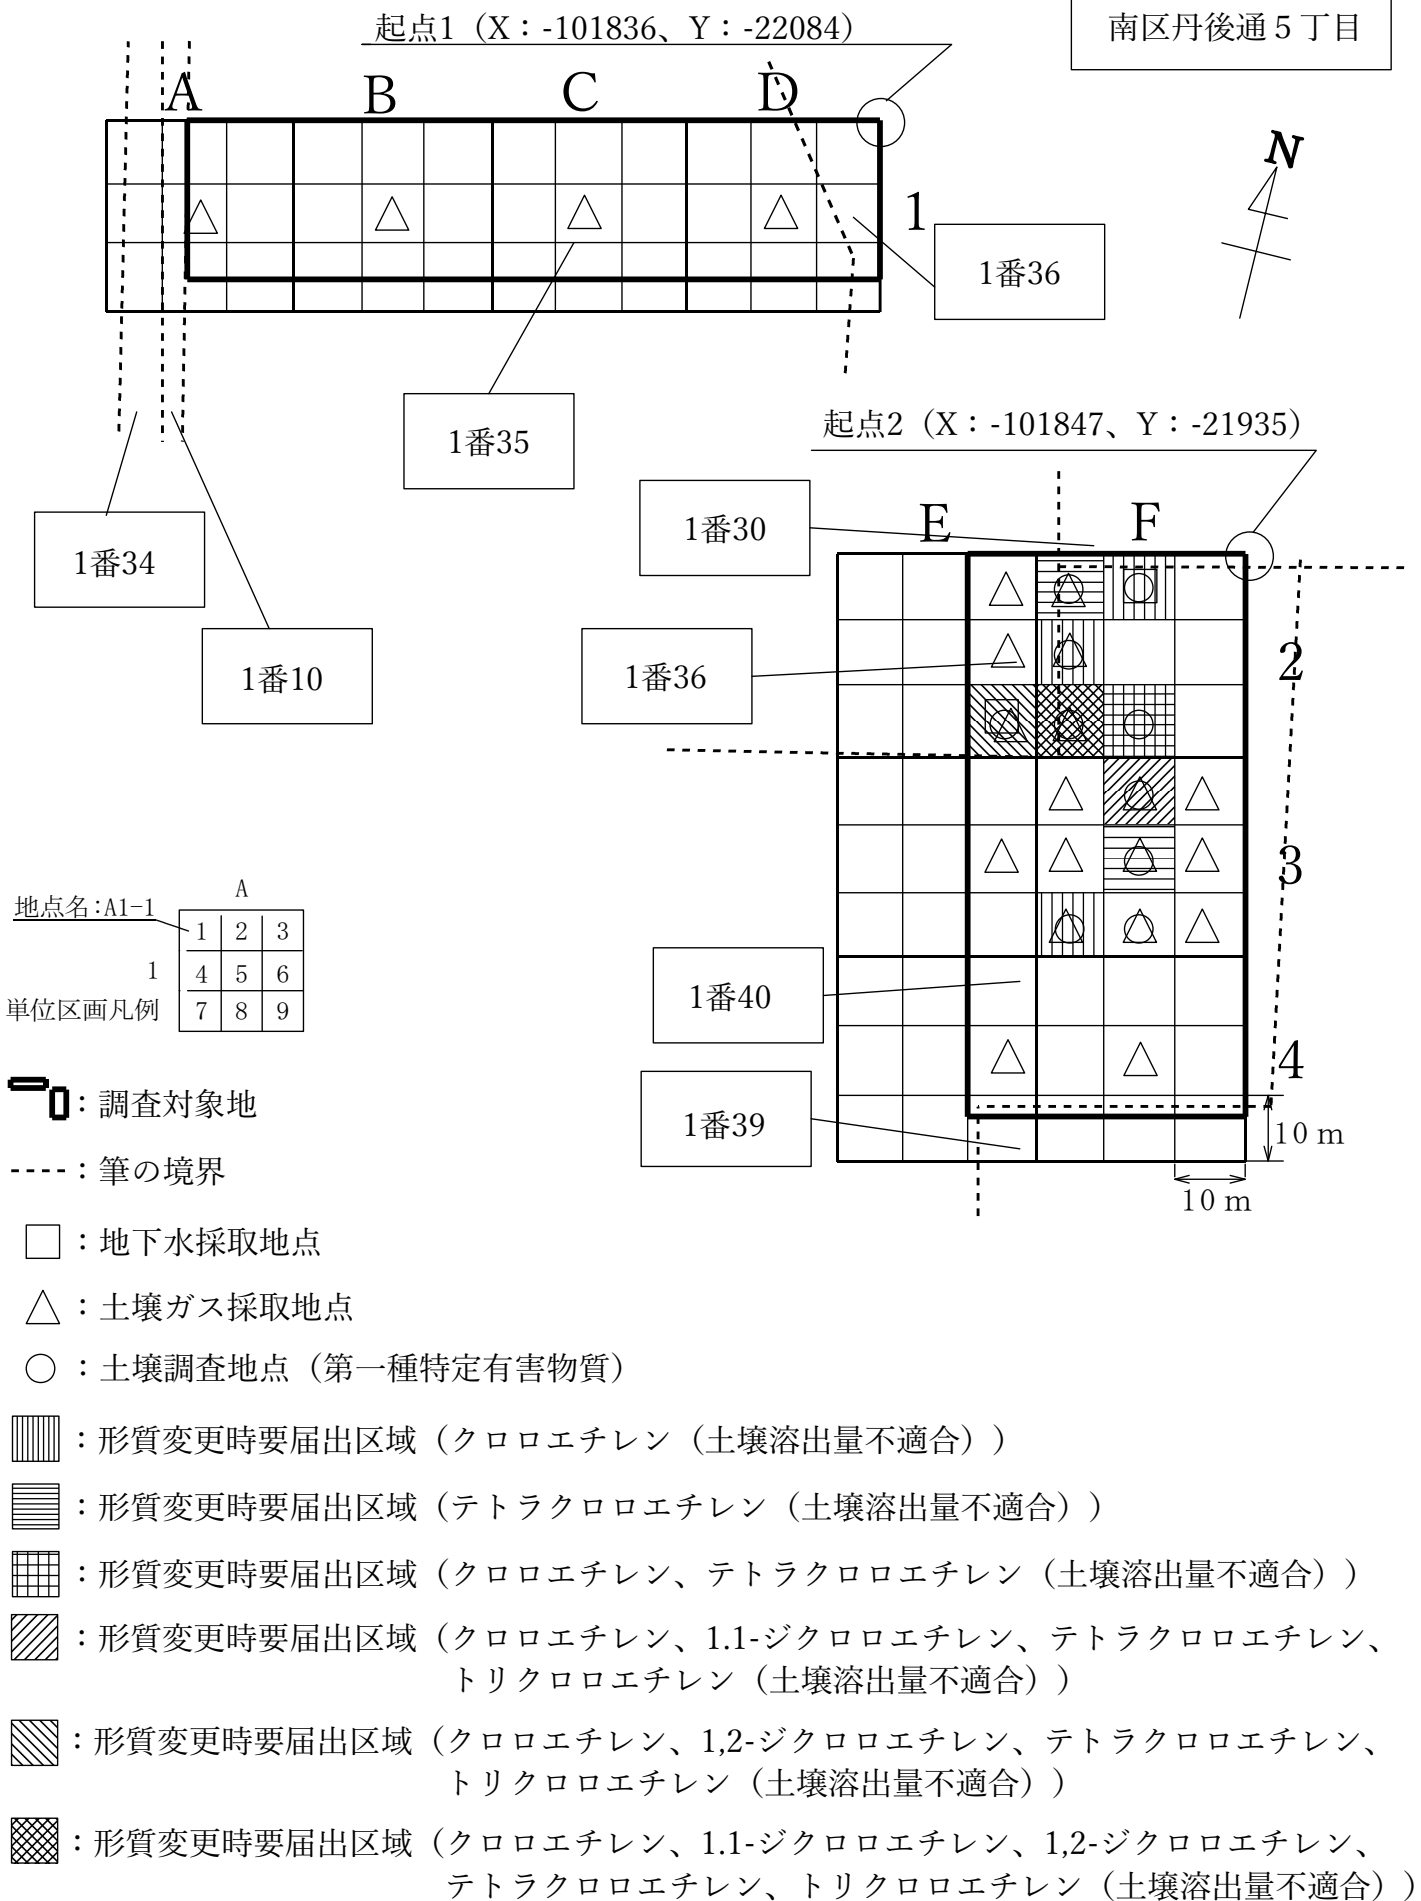 起点1（X：-101836、Y：-22084）
南区丹後通５丁目
A
B
C
D
N
1
1番36
1番35
起点2（X：-101847、Y：-21935）
1番34
1番10
1番30
E
F
1番36
2
3
地点名:A1-1
A
1 2 3
1
4 5 6
単位区画凡例
7 8 9
1番40
4
1番39
10 m
10 m
：調査対象地
：筆の境界
：地下水採取地点
：土壌ガス採取地点
：土壌調査地点（第一種特定有害物質）
：形質変更時要届出区域（クロロエチレン（土壌溶出量不適合））
：形質変更時要届出区域（テトラクロロエチレン（土壌溶出量不適合））
：形質変更時要届出区域（クロロエチレン、テトラクロロエチレン（土壌溶出量不適合））
：形質変更時要届出区域（クロロエチレン、1.1-ジクロロエチレン、テトラクロロエチレン、
トリクロロエチレン（土壌溶出量不適合））
：形質変更時要届出区域（クロロエチレン、1,2-ジクロロエチレン、テトラクロロエチレン、
トリクロロエチレン（土壌溶出量不適合））
：形質変更時要届出区域（クロロエチレン、1.1-ジクロロエチレン、1,2-ジクロロエチレン、
テトラクロロエチレン、トリクロロエチレン（土壌溶出量不適合））